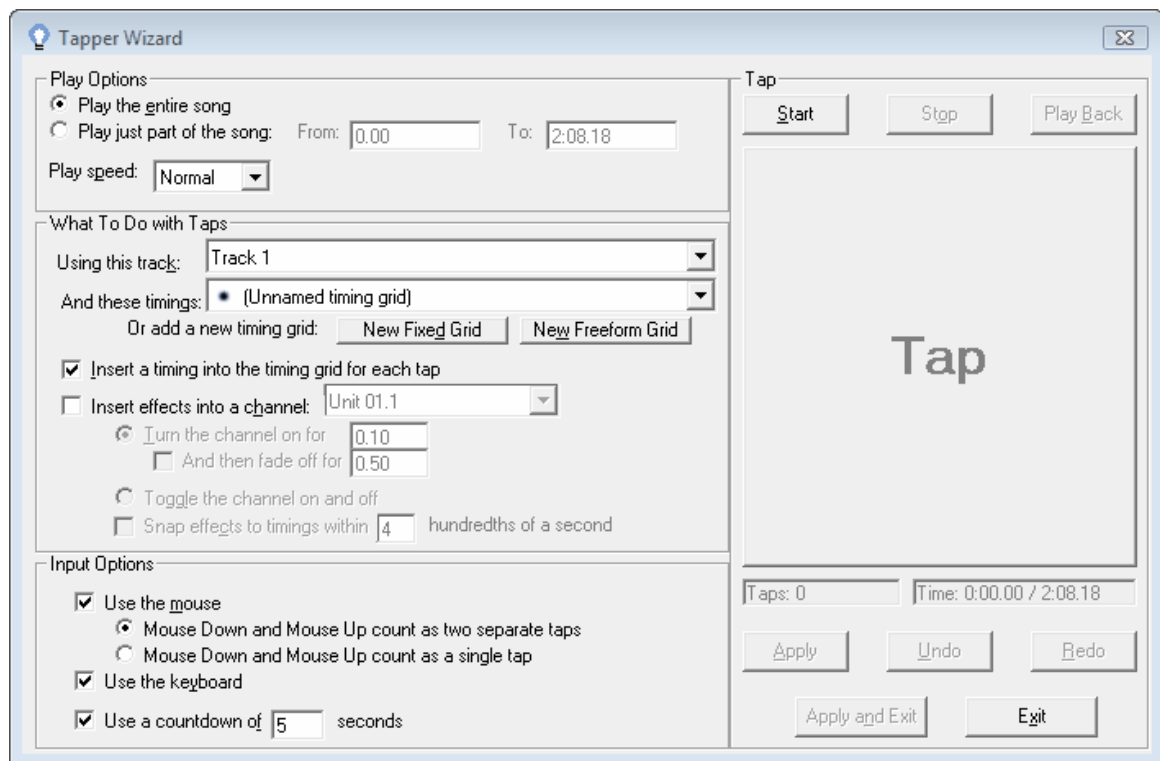 Tapper Wizard
Play Options
Play the entire song
Play just part of the song: From: 0.00 To: 2:08.18
Play speed: Normal
What To Do with Taps
Using this track: Track 1
And these timings: (Unnamed timing grid)
Or add a new timing grid: New Fixed Grid New Freeform Grid
Insert a timing into the timing grid for each tap
Insert effects into a channel: Unit 01.1
Turn the channel on for 0.10
And then fade off for 0.50
Toggle the channel on and off
Snap effects to timings within 4 hundredths of a second
Input Options
Use the mouse
Mouse Down and Mouse Up count as two separate taps
Mouse Down and Mouse Up count as a single tap
Use the keyboard
Use a countdown of 5 seconds
Tap
Start Stop Play Back
Tap
Taps: 0 Time: 0:00.00 / 2:08.18
Apply Undo Redo
Apply and Exit Exit